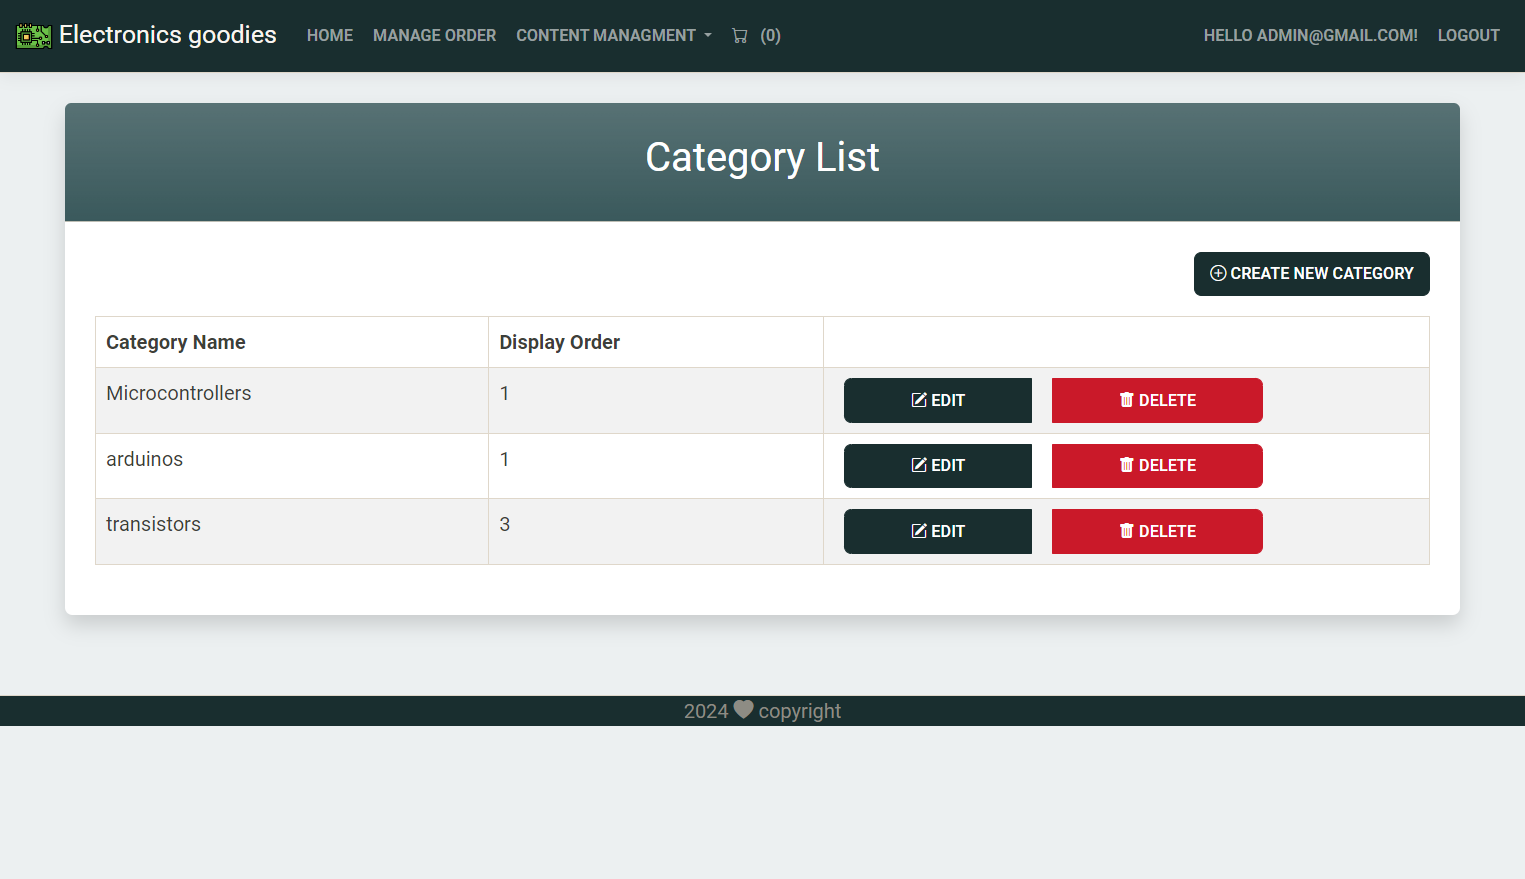 Electronics goodies HOME MANAGE ORDER CONTENT MANAGMENT (0) HELLO ADMIN@GMAIL.COM! LOGOUT
Category List
CREATE NEW CATEGORY
Category Name Display Order
Microcontrollers 1 EDIT DELETE
arduinos 1 EDIT DELETE
transistors 3 EDIT DELETE
2024 copyright